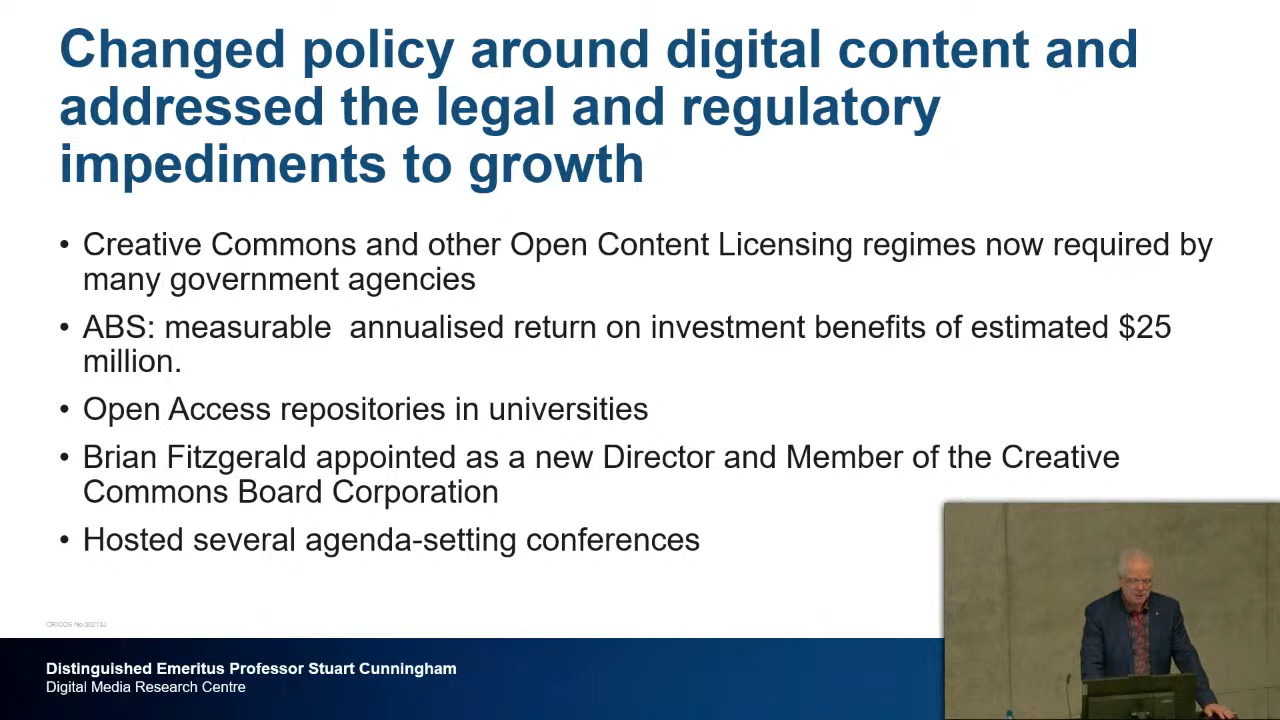 Changed policy around digital content and
addressed the legal and regulatory
impediments to growth
• Creative Commons and other Open Content Licensing regimes now required by
many government agencies
• ABS: measurable  annualised return on investment benefits of estimated $25
million.
• Open Access repositories in universities
• Brian Fitzgerald appointed as a new Director and Member of the Creative
Commons Board Corporation
• Hosted several agenda-setting conferences
CRICOS No.00213J
Distinguished Emeritus Professor Stuart Cunningham
Digital Media Research Centre